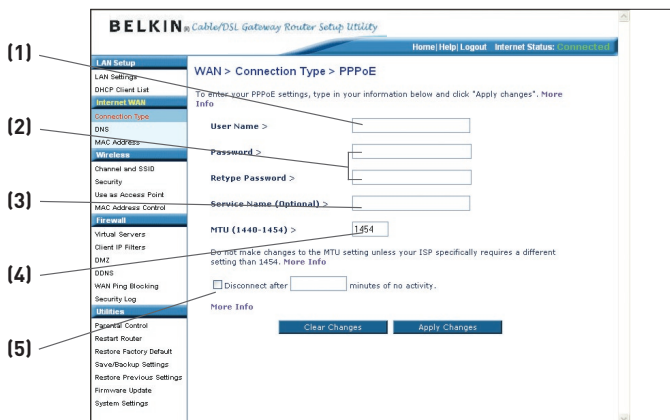 BELKIN® Cable/DSL Gateway Router Setup Utility
Home|Help|Logout Internet Status: Connected
(1)
(2)
(3)
(4)
(5)
LAN Setup
LAN Settings
DHCP Client List
Internet WAN
Connection Type
DNS
MAC Address
Wireless
Channel and SSID
Security
Use as Access Point
MAC Address Control
Firewall
Virtual Servers
Client IP Filters
DMZ
DDNS
WAN Ping Blocking
Security Log
Utilities
Parental Control
Restart Router
Restore Factory Default
Save/Backup Settings
Restore Previous Settings
Firmware Update
System Settings
WAN > Connection Type > PPPoE
To enter your PPPoE settings, type in your information below and click "Apply changes". More
Info
User Name >
Password >
Retype Password >
Service Name (Optional) >
MTU (1440-1454) > 1454
Do not make changes to the MTU setting unless your ISP specifically requires a different
setting than 1454. More Info
Disconnect after minutes of no activity.
More Info
Clear Changes Apply Changes